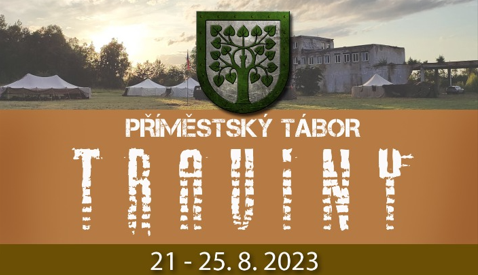 PŘÍMĚSTSKÝ TÁBOR
TRAVINY
21 - 25. 8. 2023